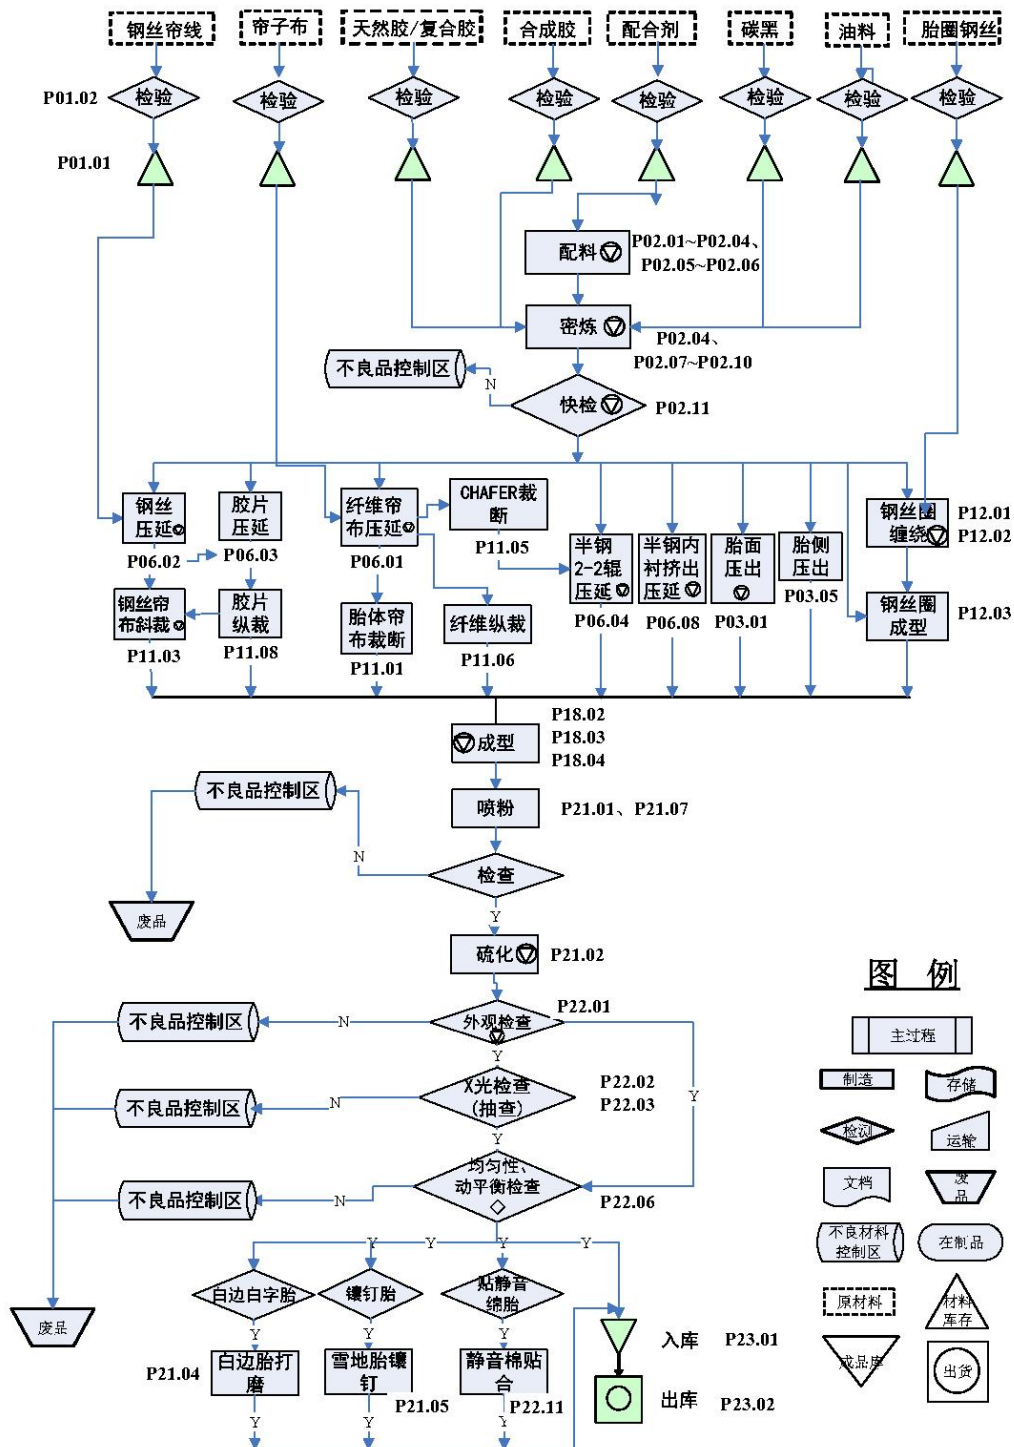 钢丝帘线
帘子布
天然胶/复合胶
合成胶
配合剂
碳黑
油料
胎圈钢丝
P01.02
检验
检验
检验
检验
检验
检验
检验
检验
P01.01
配料
P02.01~P02.04、
P02.05~P02.06
密炼
P02.04、
P02.07~P02.10
不良品控制区
N
快检
P02.11
钢丝
压延
P06.02
胶片
压延
P06.03
纤维帘
布压延
P06.01
CHAFER裁
断
P11.05
半钢
2-2辊
压延
P06.04
半钢内
衬挤出
压延
P06.08
胎面
压出
P03.01
胎侧
压出
P03.05
钢丝圈
缠绕
P12.01
P12.02
钢丝帘
布斜裁
P11.03
胶片
纵裁
P11.08
胎体帘
布裁断
P11.01
纤维纵裁
P11.06
钢丝圈
成型
P12.03
成型
P18.02
P18.03
P18.04
不良品控制区
喷粉
P21.01、P21.07
N
检查
废品
Y
硫化
P21.02
不良品控制区
N
外观检查
P22.01
Y
Y
不良品控制区
N
X光检查
(抽查)
P22.02
P22.03
Y
不良品控制区
N
均匀性、
动平衡检查
P22.06
Y
Y
Y
Y
废品
白边白字胎
镶钉胎
贴静音
绵胎
Y
Y
Y
P21.04
白边胎打
磨
雪地胎镶
钉
P21.05
静音棉贴
合
P22.11
Y
Y
Y
入库
P23.01
出库
P23.02
图 例
主过程
制造
存储
检测
运输
文档
废
品
不良材料
控制区
在制品
原材料
材料
库存
成品库
出货